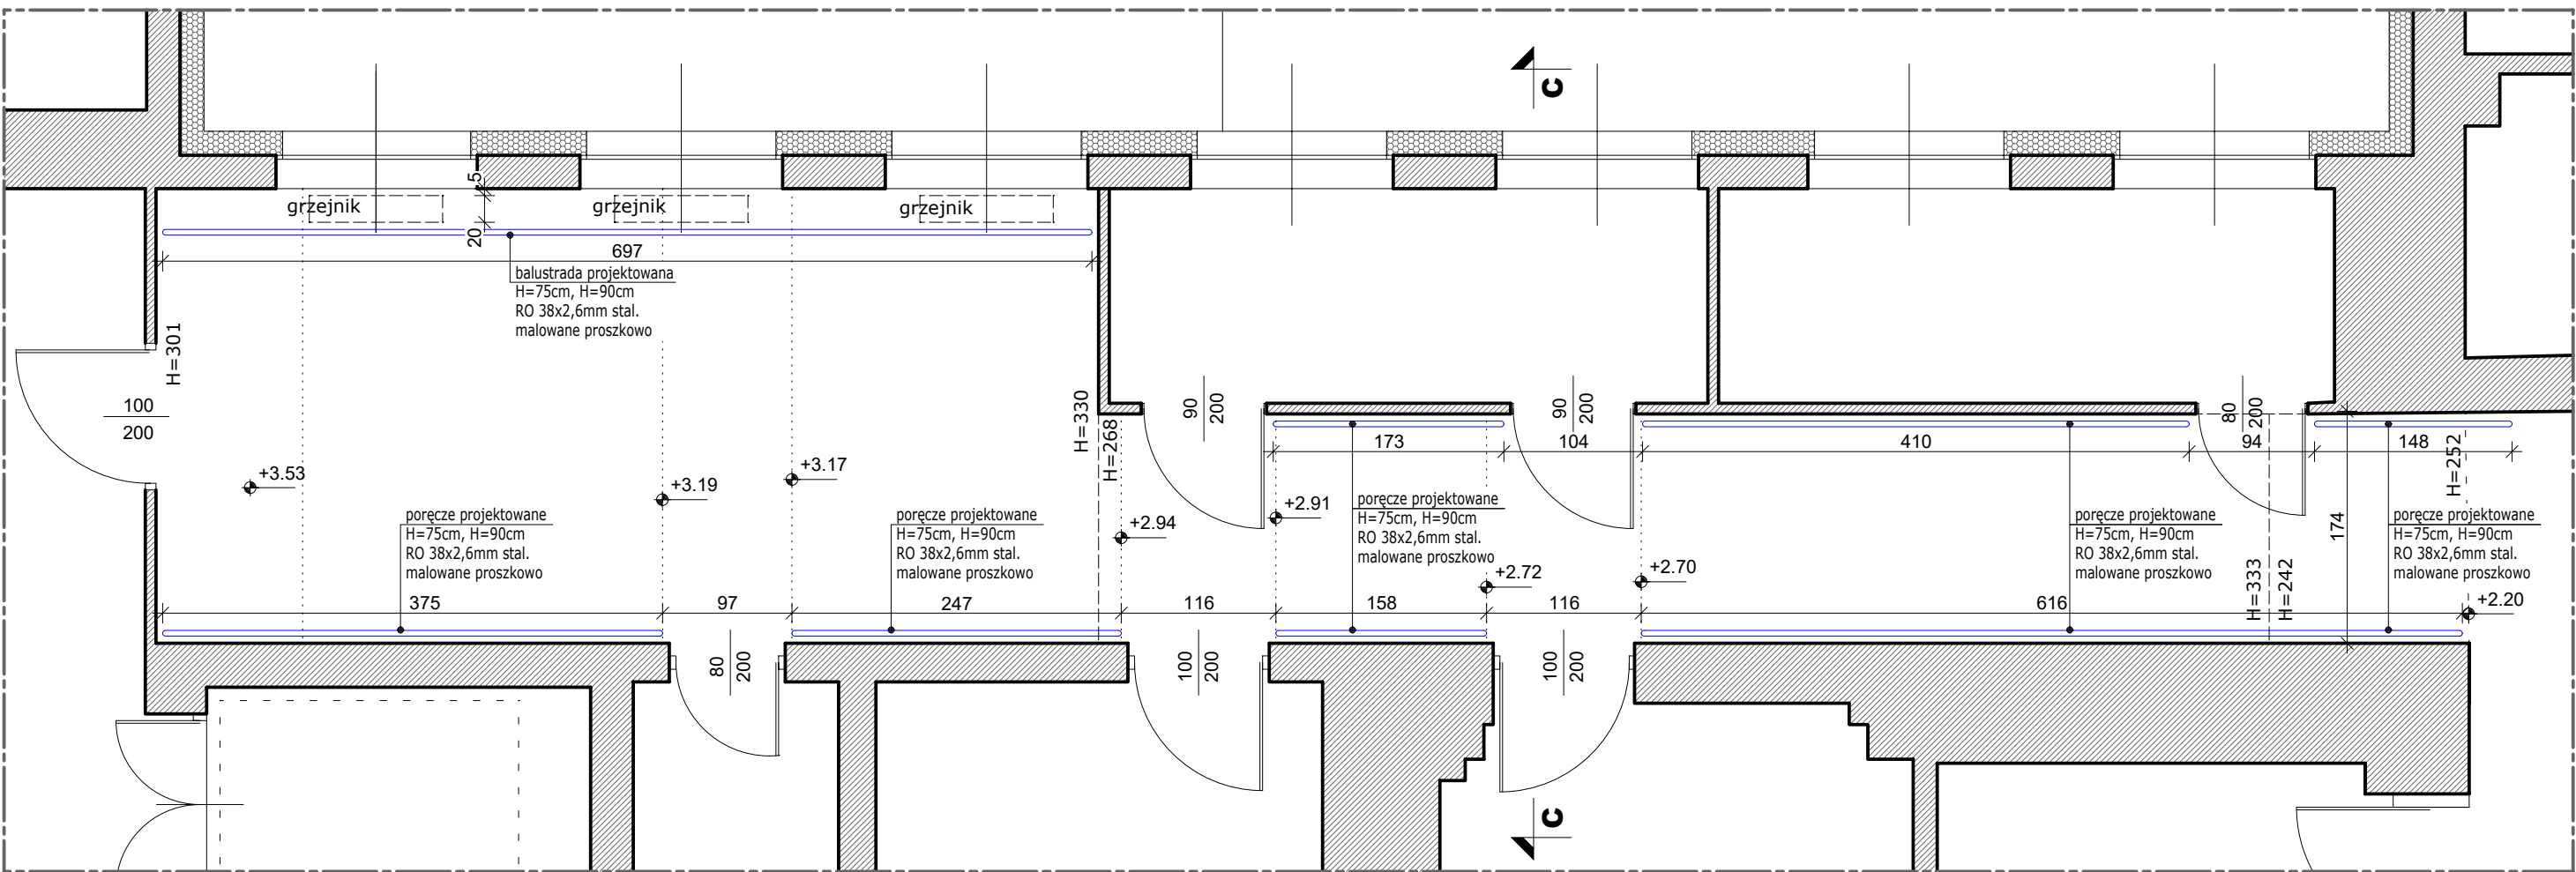 C
5
grzejnik
grzejnik
grzejnik
20
697
balustrada projektowana
H=75cm, H=90cm
RO 38x2,6mm stal.
malowane proszkowo
H=301
100
200
H=330
H=268
90
200
90
200
80
200
173
104
410
94
148
H=252
174
+3.53
+3.19
+3.17
+2.94
+2.91
+2.72
+2.70
+2.20
poręcze projektowane
H=75cm, H=90cm
RO 38x2,6mm stal.
malowane proszkowo
poręcze projektowane
H=75cm, H=90cm
RO 38x2,6mm stal.
malowane proszkowo
poręcze projektowane
H=75cm, H=90cm
RO 38x2,6mm stal.
malowane proszkowo
poręcze projektowane
H=75cm, H=90cm
RO 38x2,6mm stal.
malowane proszkowo
poręcze projektowane
H=75cm, H=90cm
RO 38x2,6mm stal.
malowane proszkowo
H=333
H=242
375
97
247
116
158
116
616
80
200
100
200
100
200
C